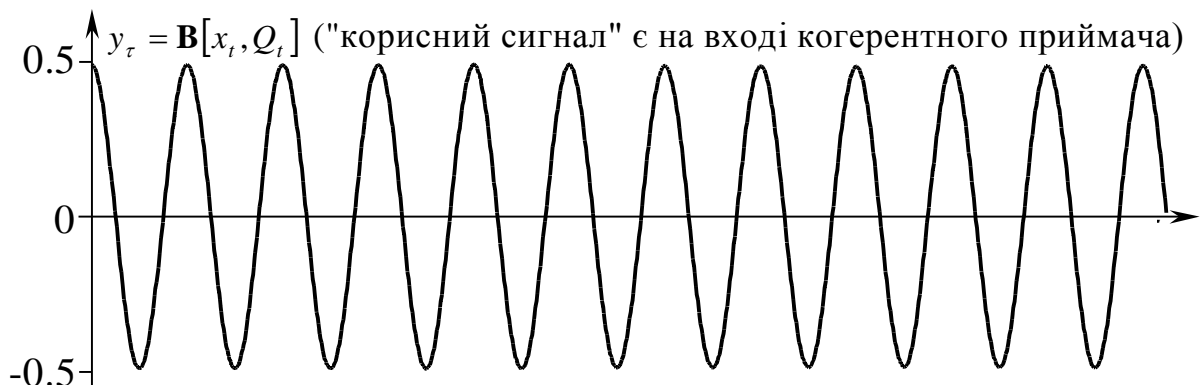 y_τ = B[x_t, Q_t] ("корисний сигнал" є на вході когерентного приймача)
0.5
0
-0.5